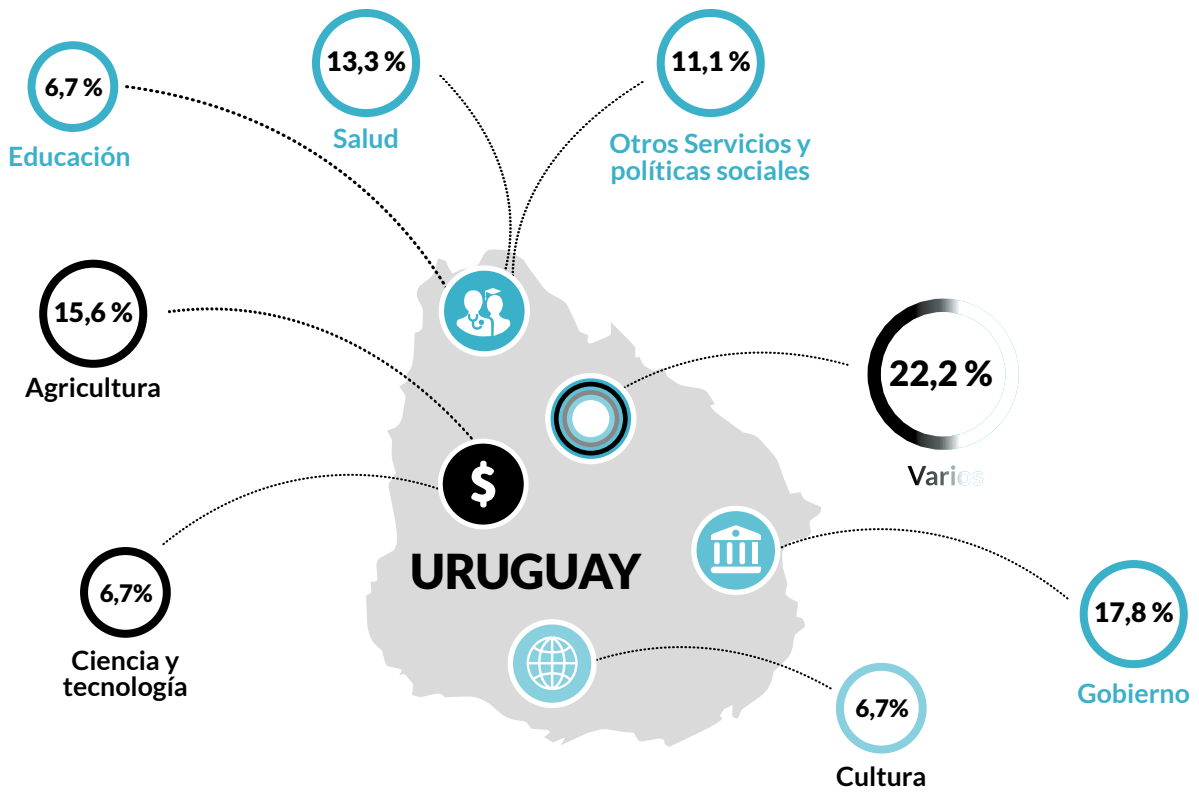 6,7 %
Educación
13,3 %
Salud
11,1 %
Otros Servicios y
políticas sociales
15,6 %
Agricultura
22,2 %
Varios
$
6,7%
Ciencia y
tecnología
URUGUAY
17,8 %
Gobierno
6,7%
Cultura